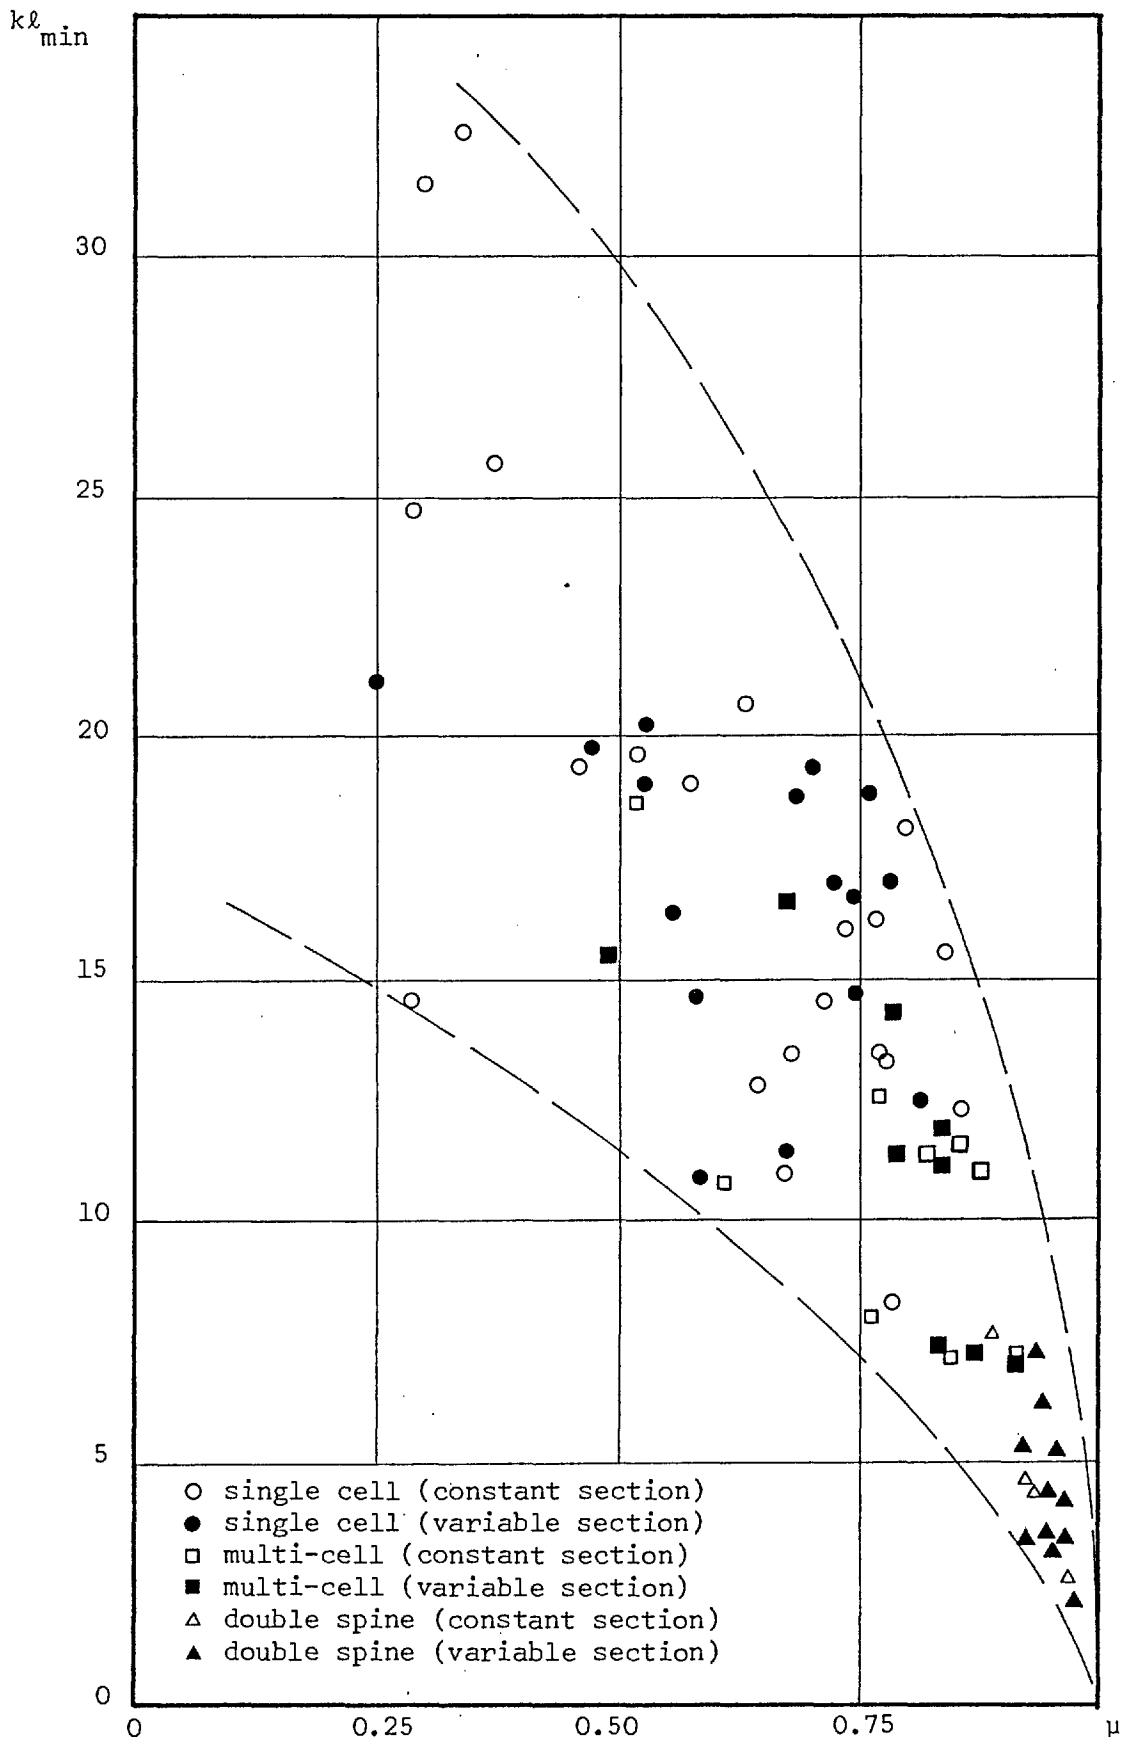 kℓmin
30
25
20
15
10
5
0
single cell (constant section)
single cell (variable section)
multi-cell (constant section)
multi-cell (variable section)
double spine (constant section)
double spine (variable section)
0 0.25 0.50 0.75 μ